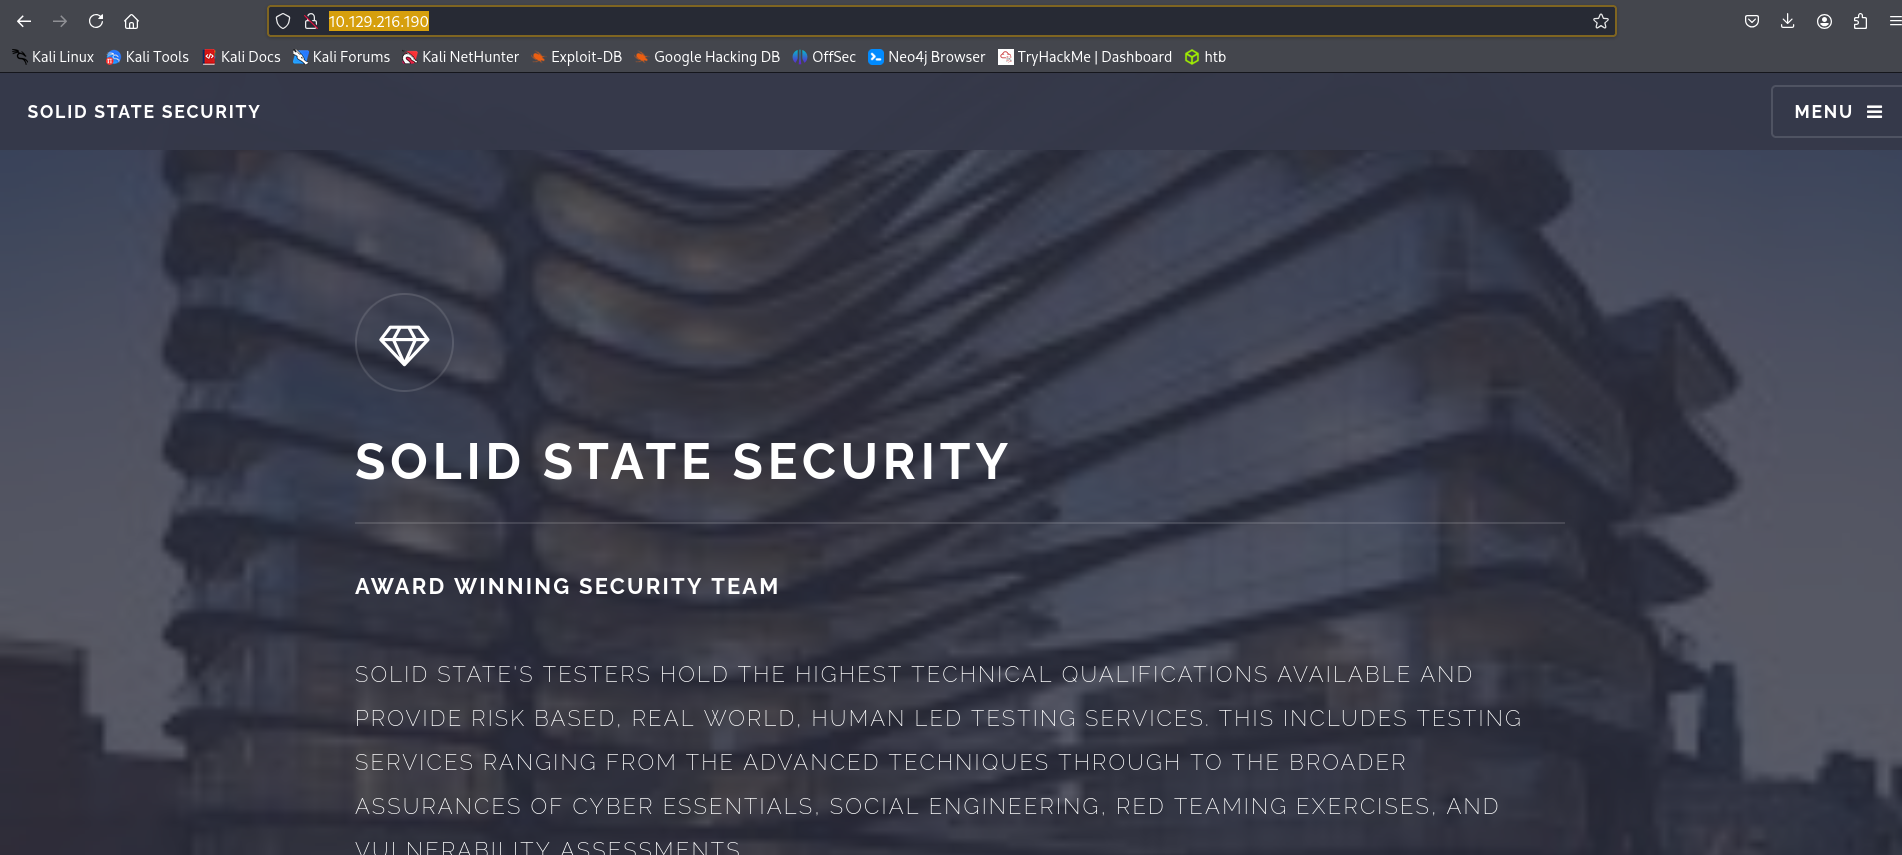 10.129.216.190
Kali Linux Kali Tools Kali Docs Kali Forums Kali NetHunter Exploit-DB Google Hacking DB OffSec Neo4j Browser TryHackMe | Dashboard htb
SOLID STATE SECURITY
MENU
SOLID STATE SECURITY
AWARD WINNING SECURITY TEAM
SOLID STATE'S TESTERS HOLD THE HIGHEST TECHNICAL QUALIFICATIONS AVAILABLE AND
PROVIDE RISK BASED, REAL WORLD, HUMAN LED TESTING SERVICES. THIS INCLUDES TESTING
SERVICES RANGING FROM THE ADVANCED TECHNIQUES THROUGH TO THE BROADER
ASSURANCES OF CYBER ESSENTIALS, SOCIAL ENGINEERING, RED TEAMING EXERCISES, AND
VULNERABILITY ASSESSMENTS